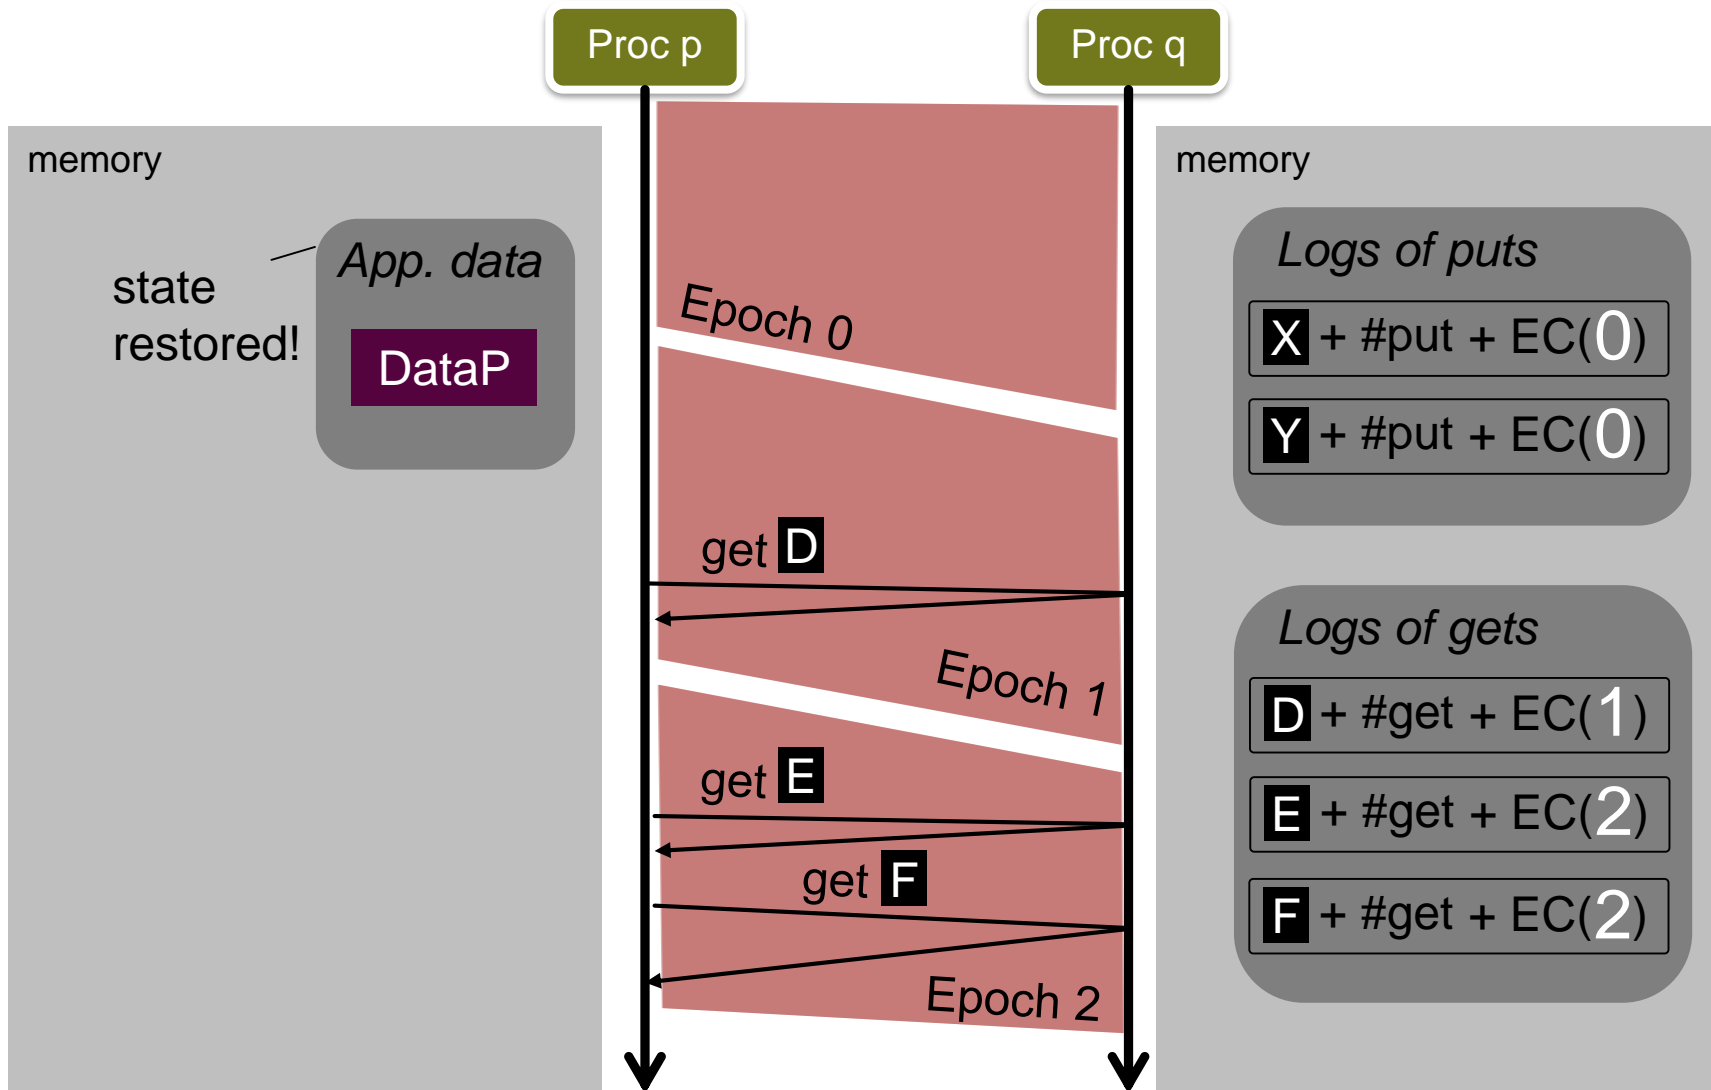 Proc p
Proc q
memory
memory
state
restored!
App. data
DataP
Epoch 0
get D
Epoch 1
get E
get F
Epoch 2
Logs of puts
X + #put + EC(0)
Y + #put + EC(0)
Logs of gets
D + #get + EC(1)
E + #get + EC(2)
F + #get + EC(2)